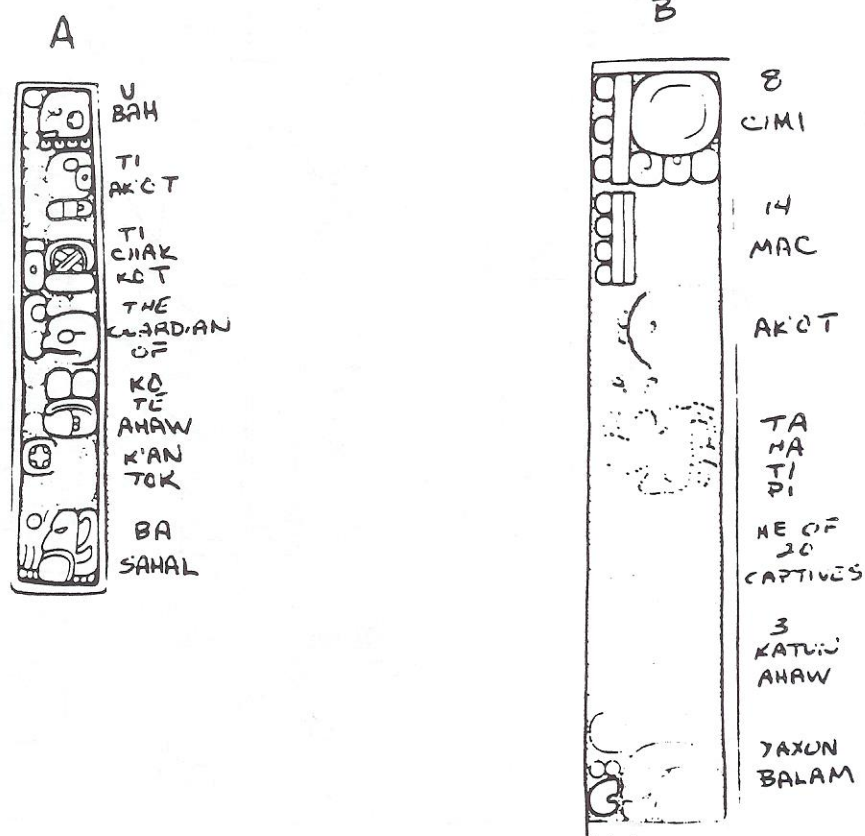 A
U
BAH
TI
AK'OT
TI
CHAK
KOT
THE
GUARDIAN
OF
KO
TE
AHAW
K'AN
TOK
BA
SAHAL
B
8
CIMI
14
MAC
AK'OT
TA
HA
TI
PI
HE OF
20
CAPTIVES
3
KATUN
AHAW
YAXUN
BALAM